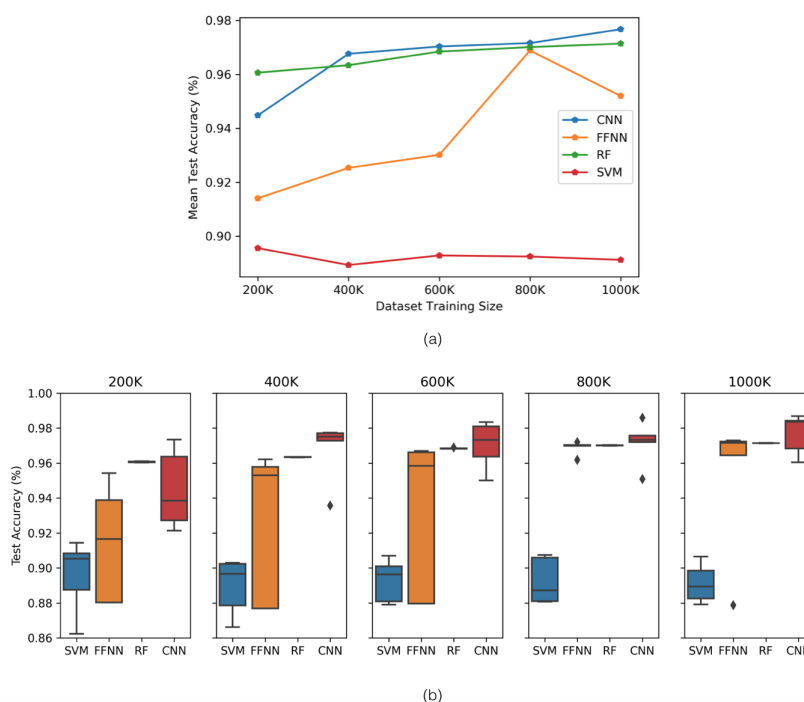 0.98
0.96
0.94
0.92
0.90
Mean Test Accuracy (%)
CNN
FFNN
RF
SVM
200K 400K 600K 800K 1000K
Dataset Training Size
(a)
200K 400K 600K 800K 1000K
1.00
0.98
0.96
0.94
0.92
0.90
0.88
0.86
Test Accuracy (%)
SVM FFNN RF CNN SVM FFNN RF CNN SVM FFNN RF CNN SVM FFNN RF CNN SVM FFNN RF CNN
(b)